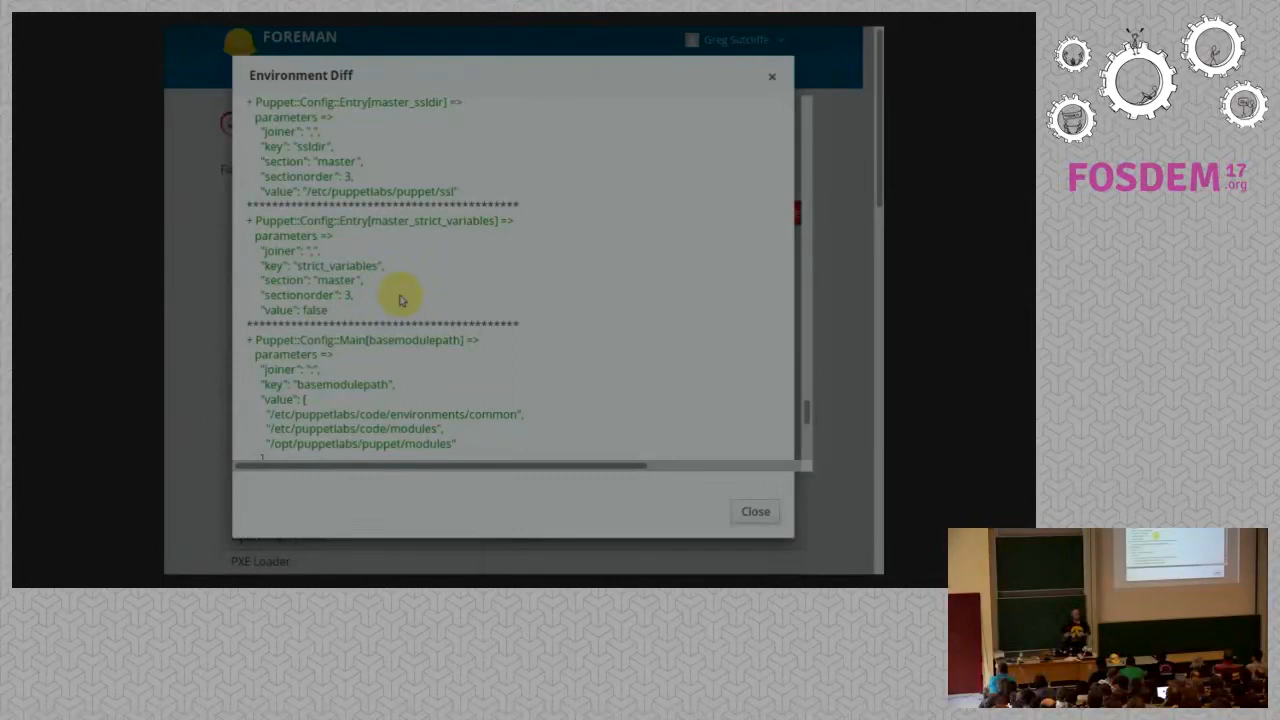 FOREMAN
Greg Sutcliffe
Environment Diff
×
+ Puppet::Config::Entry[master_ssldir] =>
parameters =>
"joiner": ",",
"key": "ssldir",
"section": "master",
"sectionorder": 3,
"value": "/etc/puppetlabs/puppet/ssl"
*******************************************
+ Puppet::Config::Entry[master_strict_variables] =>
parameters =>
"joiner": ",",
"key": "strict_variables",
"section": "master",
"sectionorder": 3,
"value": false
*******************************************
+ Puppet::Config::Main[basemodulepath] =>
parameters =>
"joiner": ":",
"key": "basemodulepath",
"value": [
"/etc/puppetlabs/code/environments/common",
"/etc/puppetlabs/code/modules",
"/opt/puppetlabs/puppet/modules"
]
Close
PXE Loader
FOSDEM 17
.org